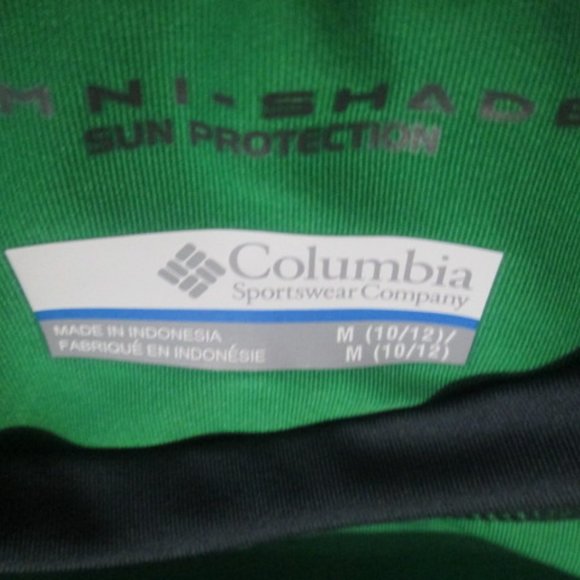 MNI-SHADE
SUN PROTECTION
Columbia
Sportswear Company
MADE IN INDONESIA
FABRIQUÉ EN INDONÉSIE
M (10/12)/
M (10/12)